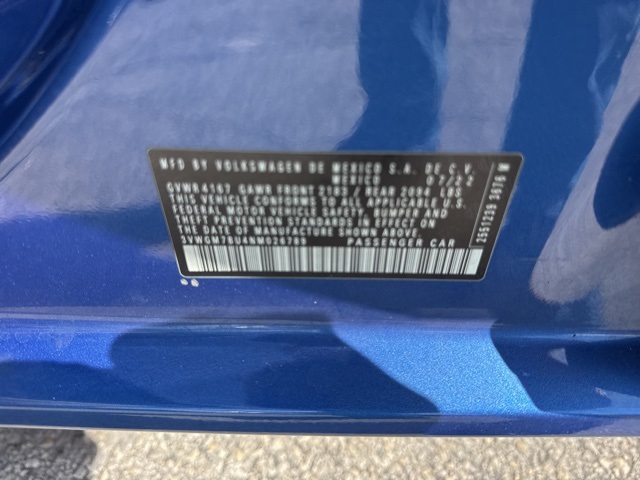 MFD BY VOLKSWAGEN DE MEXICO S.A. DE C.V.
MEXICO
GVWR 4187 GAWR FRONT 2183 / REAR 2094 LBS
THIS VEHICLE CONFORMS TO ALL APPLICABLE
FEDERAL MOTOR VEHICLE SAFETY, BUMPER AND
THEFT PREVENTION STANDARDS IN EFFECT ON
THE DATE OF MANUFACTURE SHOWN ABOVE.
PASSENGER CAR